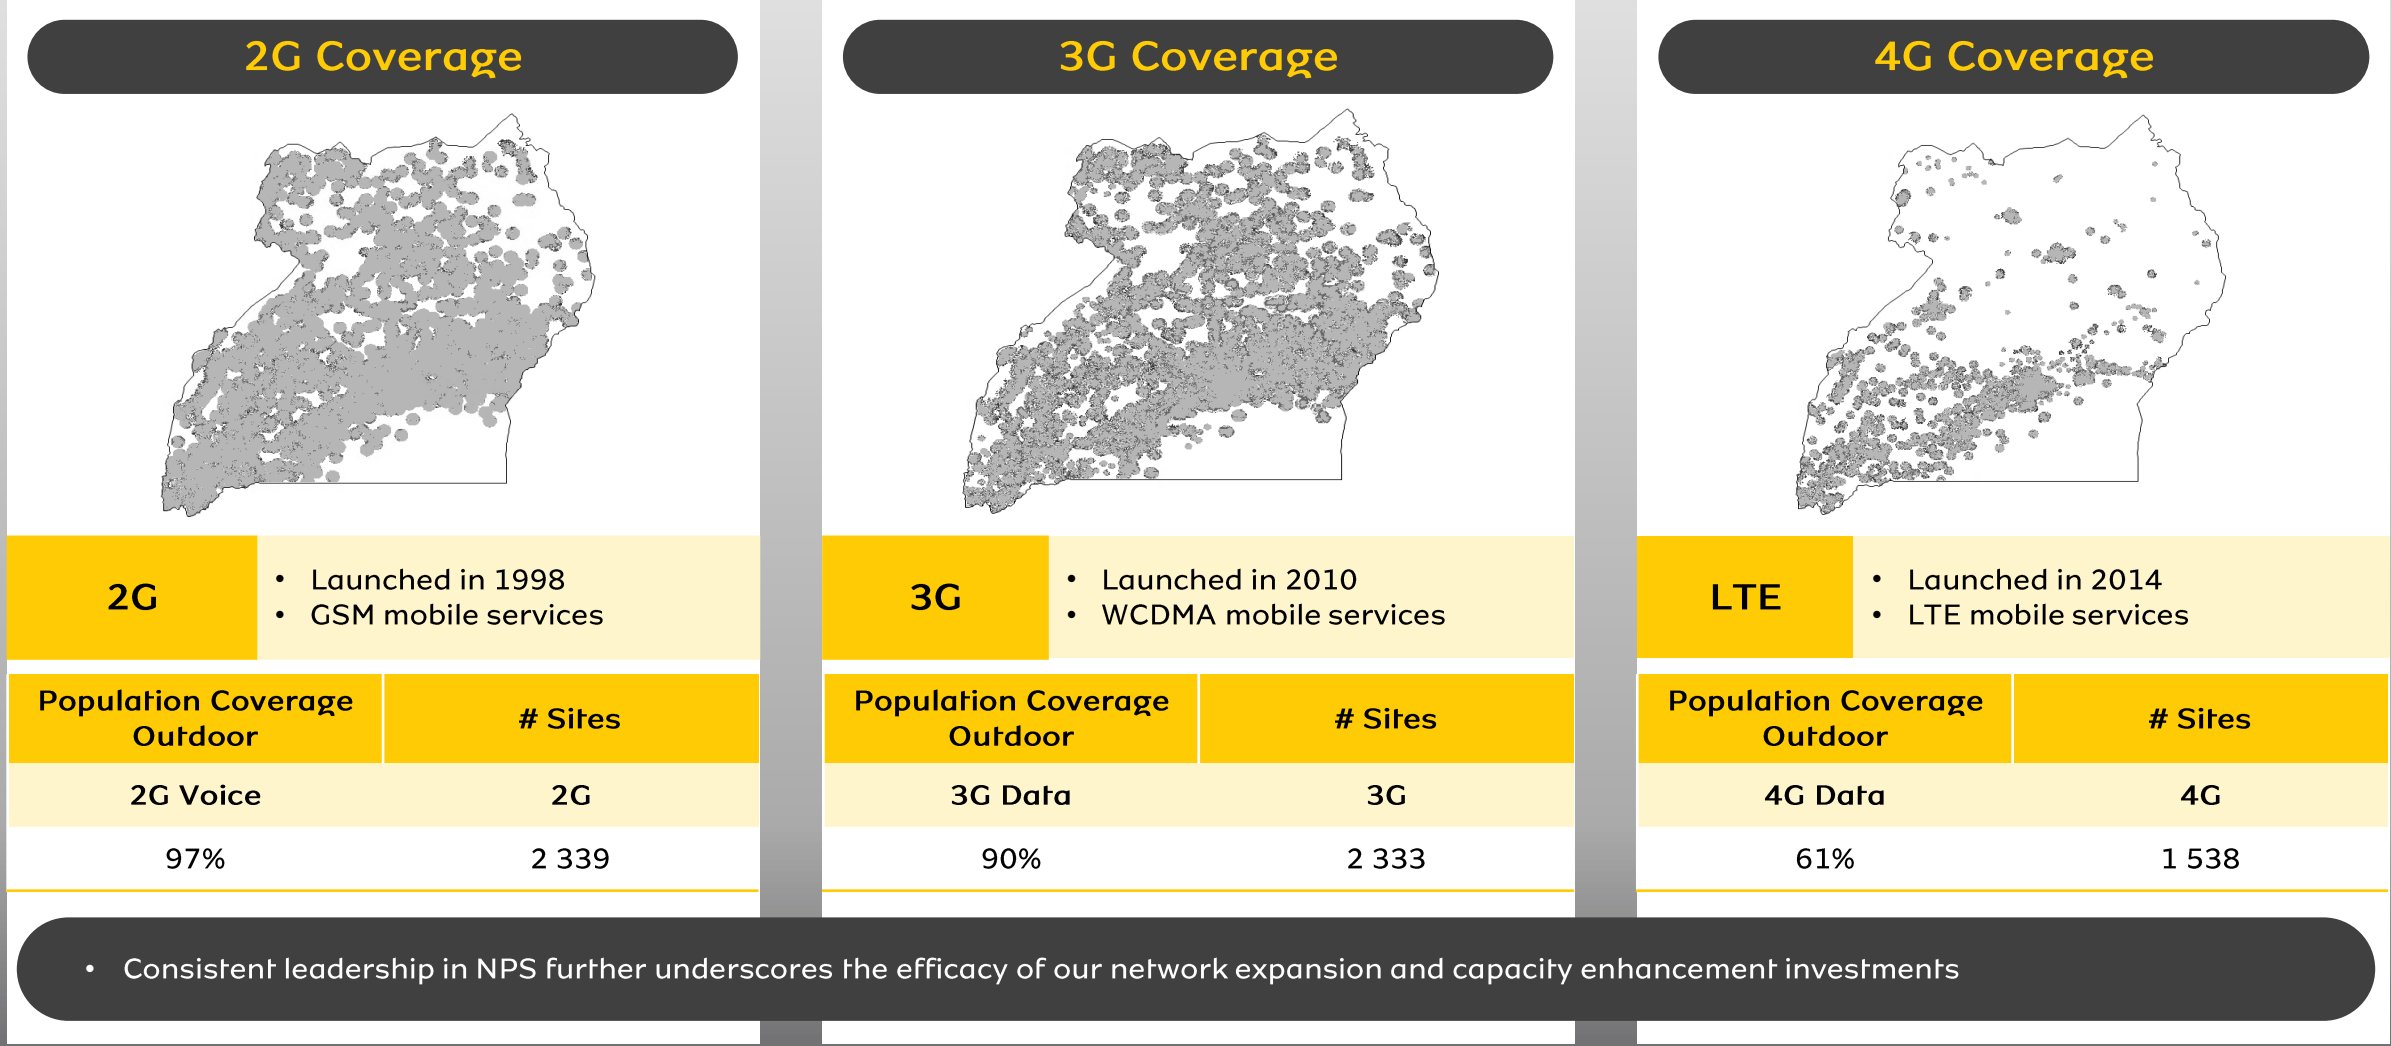 2G Coverage
3G Coverage
4G Coverage
2G
• Launched in 1998
• GSM mobile services
3G
• Launched in 2010
• WCDMA mobile services
LTE
• Launched in 2014
• LTE mobile services
Population Coverage
Outdoor
# Sites
2G Voice
2G
97%
2 339
Population Coverage
Outdoor
# Sites
3G Data
3G
90%
2 333
Population Coverage
Outdoor
# Sites
4G Data
4G
61%
1 538
• Consistent leadership in NPS further underscores the efficacy of our network expansion and capacity enhancement investments